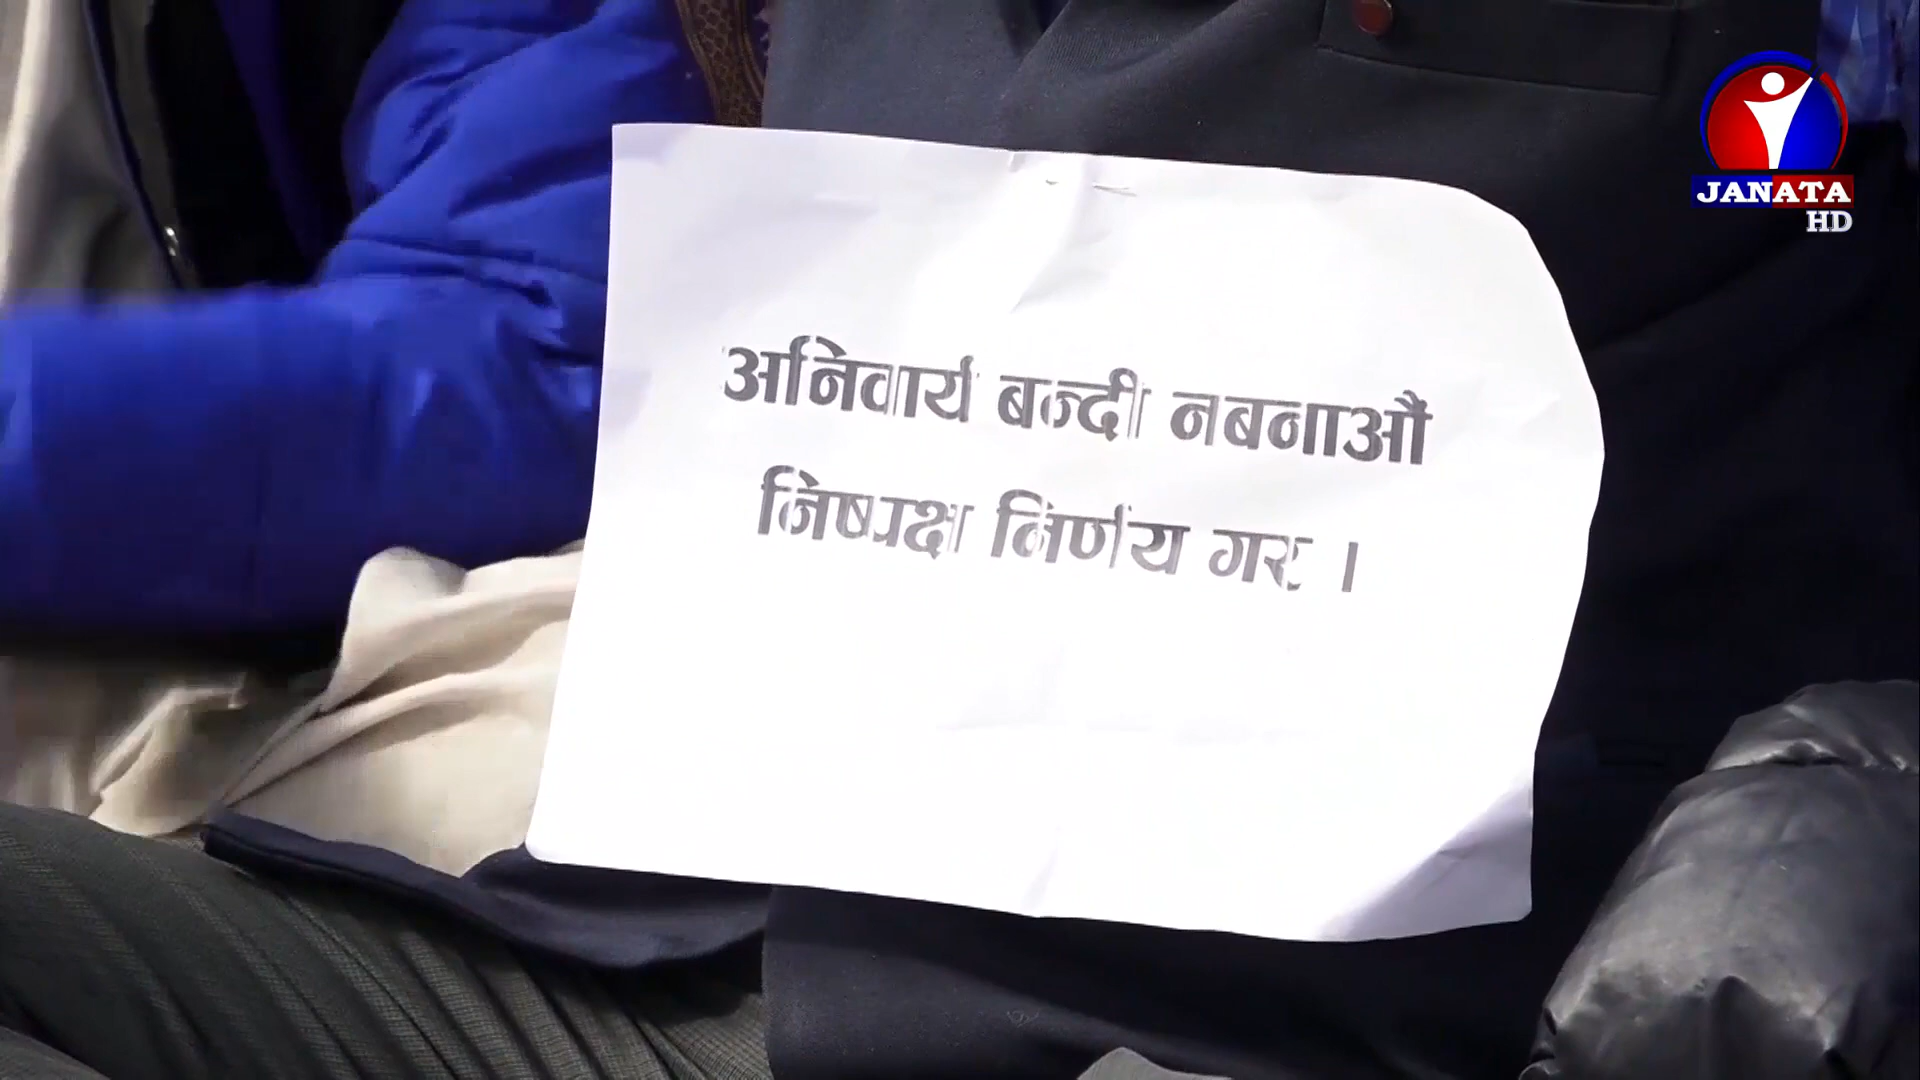 अनिवार्य बन्दी नबनाऔं
निष्पक्ष निर्णय गर ।
JANATA
HD